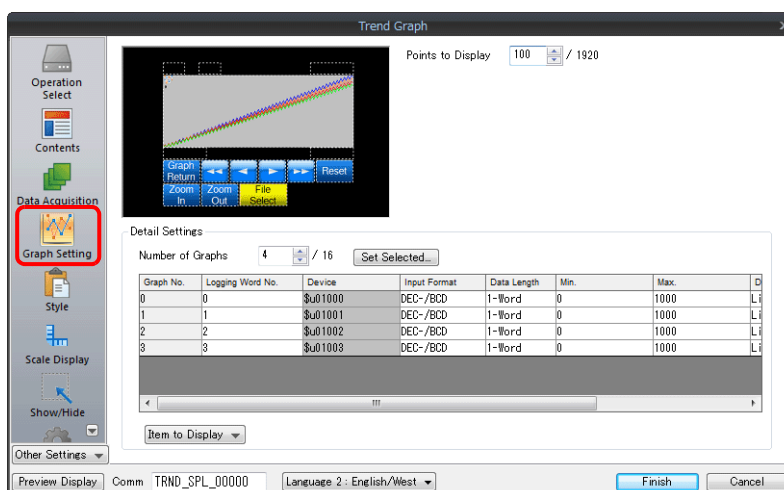 Trend Graph
Operation
Select
Contents
Data Acquisition
Graph Setting
Style
Scale Display
Show/Hide
Other Settings
Points to Display 100 / 1920
Graph
Return
Reset
Zoom
In
Zoom
Out
File
Select
Detail Settings
Number of Graphs 4 / 16 Set Selected...
Graph No. Logging Word No. Device Input Format Data Length Min. Max. D
0 0 $u01000 DEC-/BCD 1-Word 0 1000 Li
1 1 $u01001 DEC-/BCD 1-Word 0 1000 Li
2 2 $u01002 DEC-/BCD 1-Word 0 1000 Li
3 3 $u01003 DEC-/BCD 1-Word 0 1000 Li
Item to Display
Preview Display Comm TRND_SPL_00000 Language 2 : English/West Finish Cancel